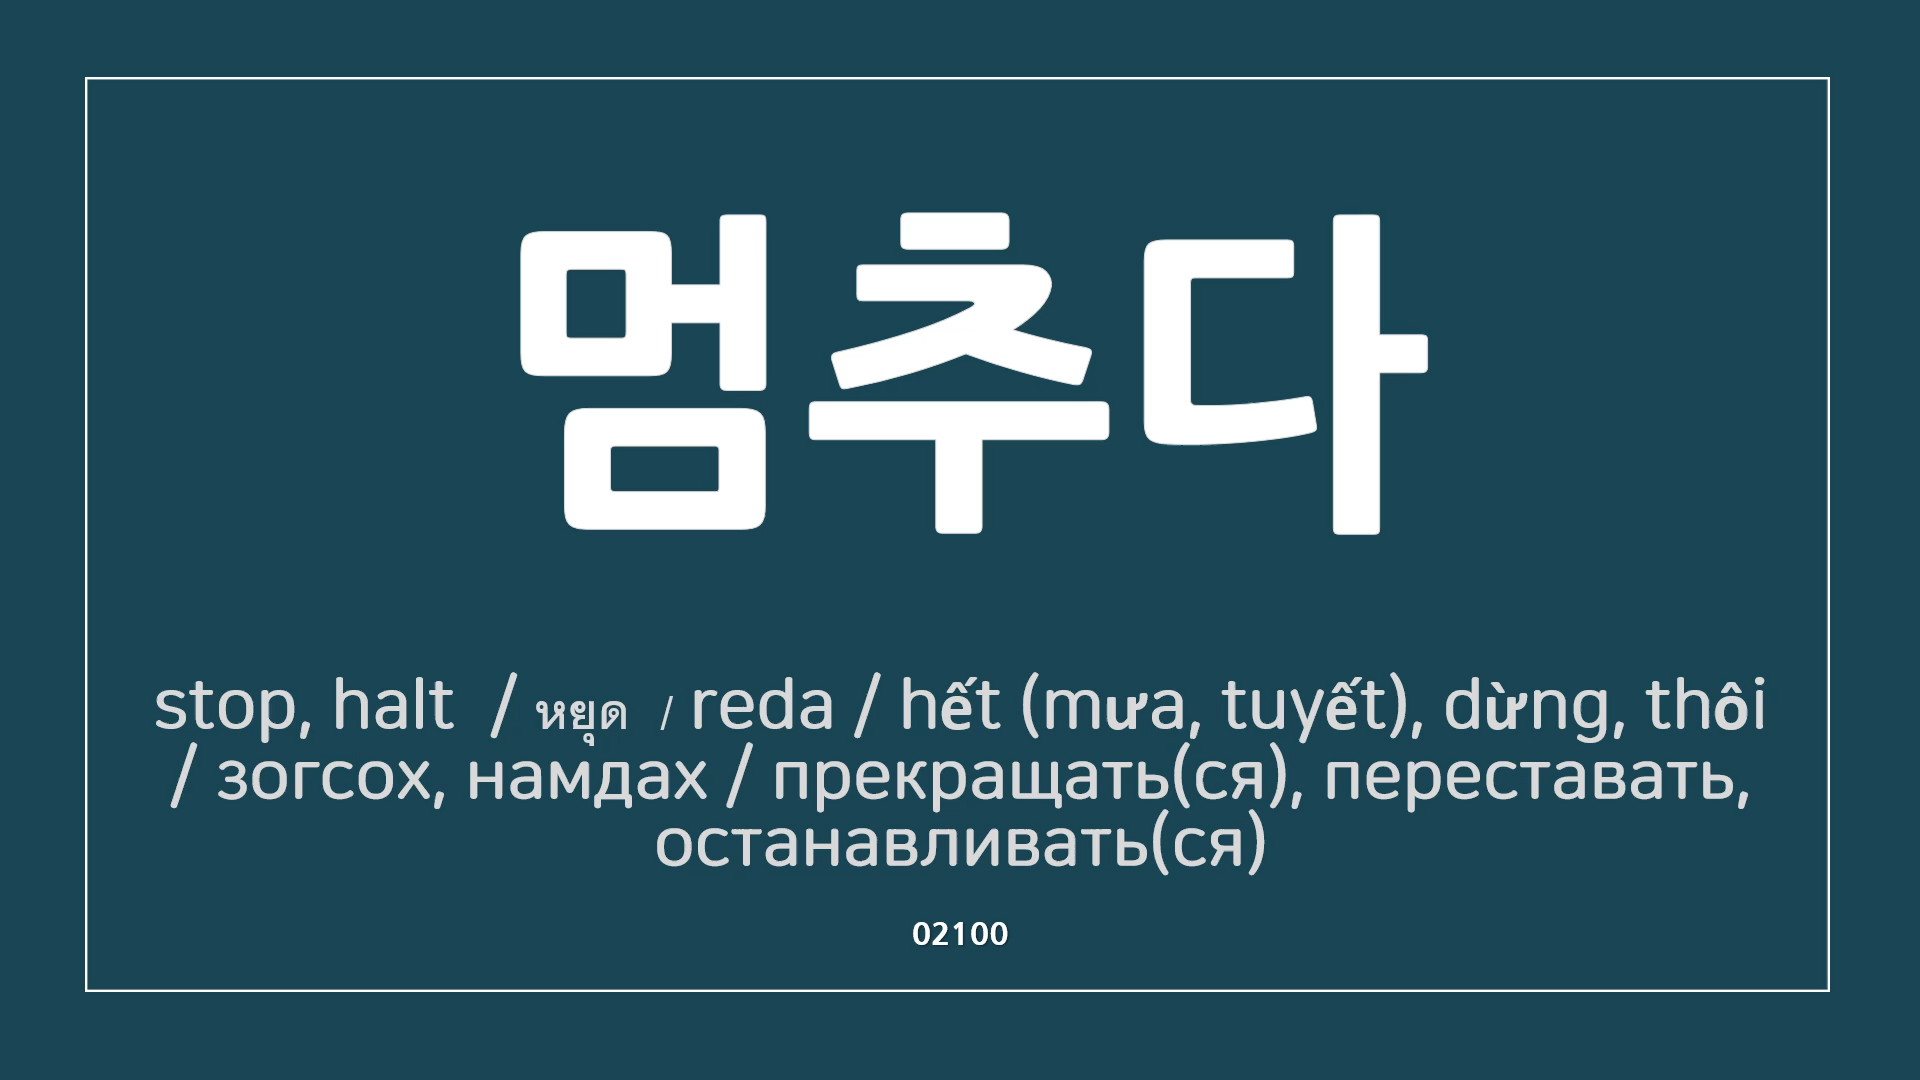 멈추다
stop, halt / หยุด / reda / hết (mưa, tuyết), dừng, thôi
/ зогсох, намдах / прекращать(ся), переставать,
останавливать(ся)
02100